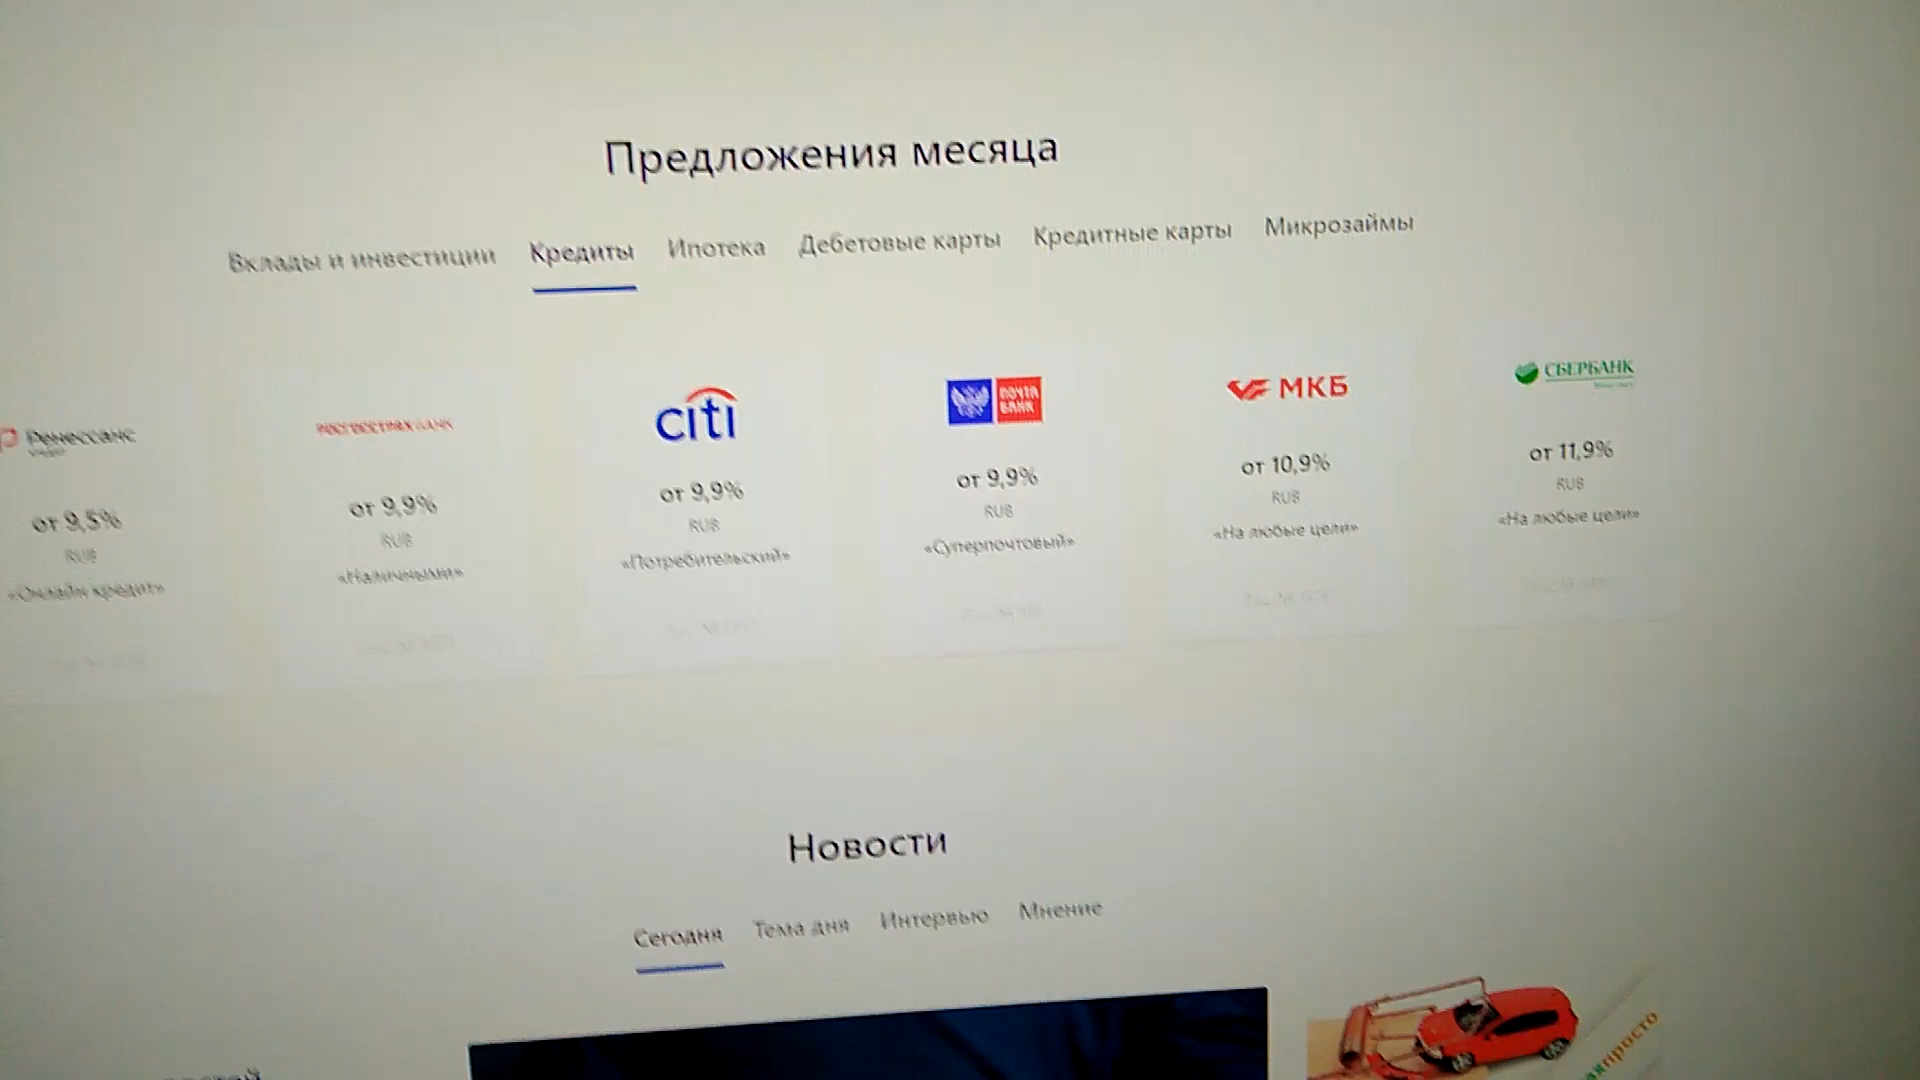 Предложения месяца
Вклады и инвестиции Кредиты Ипотека Дебетовые карты Кредитные карты Микрозаймы
Ренессанс
от 9,5%
RUB
«Онлайн кредит»
РОСГОССТРАХ БАНК
от 9,9%
RUB
«Наличными»
citi
от 9,9%
RUB
«Потребительский»
ПОЧТА
БАНК
от 9,9%
RUB
«Суперпочтовый»
МКБ
от 10,9%
RUB
«На любые цели»
СБЕРБАНК
от 11,9%
RUB
«На любые цели»
Новости
Сегодня Тема дня Интервью Мнение